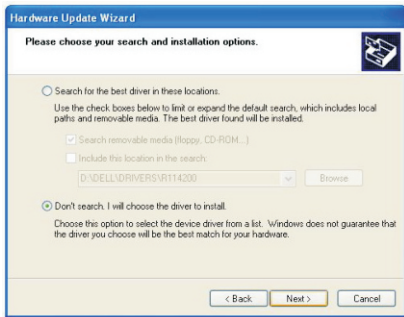 Hardware Update Wizard
Please choose your search and installation options.
Search for the best driver in these locations.
Use the check boxes below to limit or expand the default search, which includes local
paths and removable media. The best driver found will be installed.
Search removable media (floppy, CD-ROM...)
Include this location in the search:
D:\DELL\DRIVERS\R114200
Browse
Don't search. I will choose the driver to install.
Choose this option to select the device driver from a list. Windows does not guarantee that
the driver you choose will be the best match for your hardware.
< Back Next > Cancel